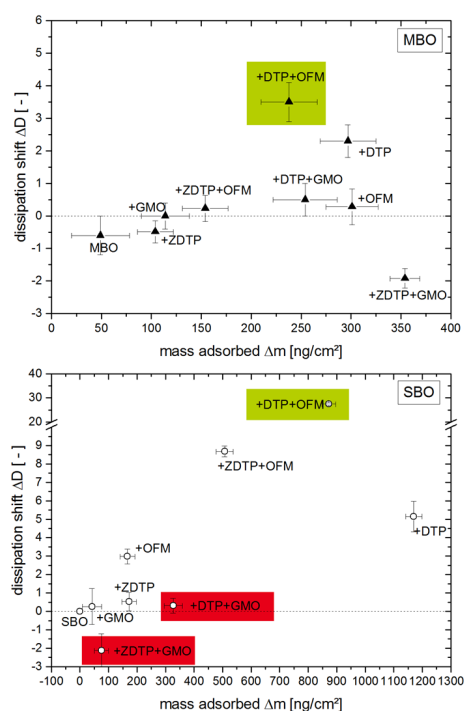 MBO
dissipation shift ΔD [ - ]
6
5
4
3
2
1
0
-1
-2
-3
+DTP+OFM
+DTP
+DTP+GMO
+ZDTP+OFM
+GMO
+OFM
+ZDTP
MBO
+ZDTP+GMO
0 50 100 150 200 250 300 350 400
mass adsorbed Δm [ng/cm²]
SBO
dissipation shift ΔD [ - ]
40
30
20
9
8
7
6
5
4
3
2
1
0
-1
-2
-3
+DTP+OFM
+ZDTP+OFM
+DTP
+OFM
+ZDTP
+DTP+GMO
SBO
+GMO
+ZDTP+GMO
-100 0 100 200 300 400 500 600 700 800 900 1000 1100 1200 1300
mass adsorbed Δm [ng/cm²]